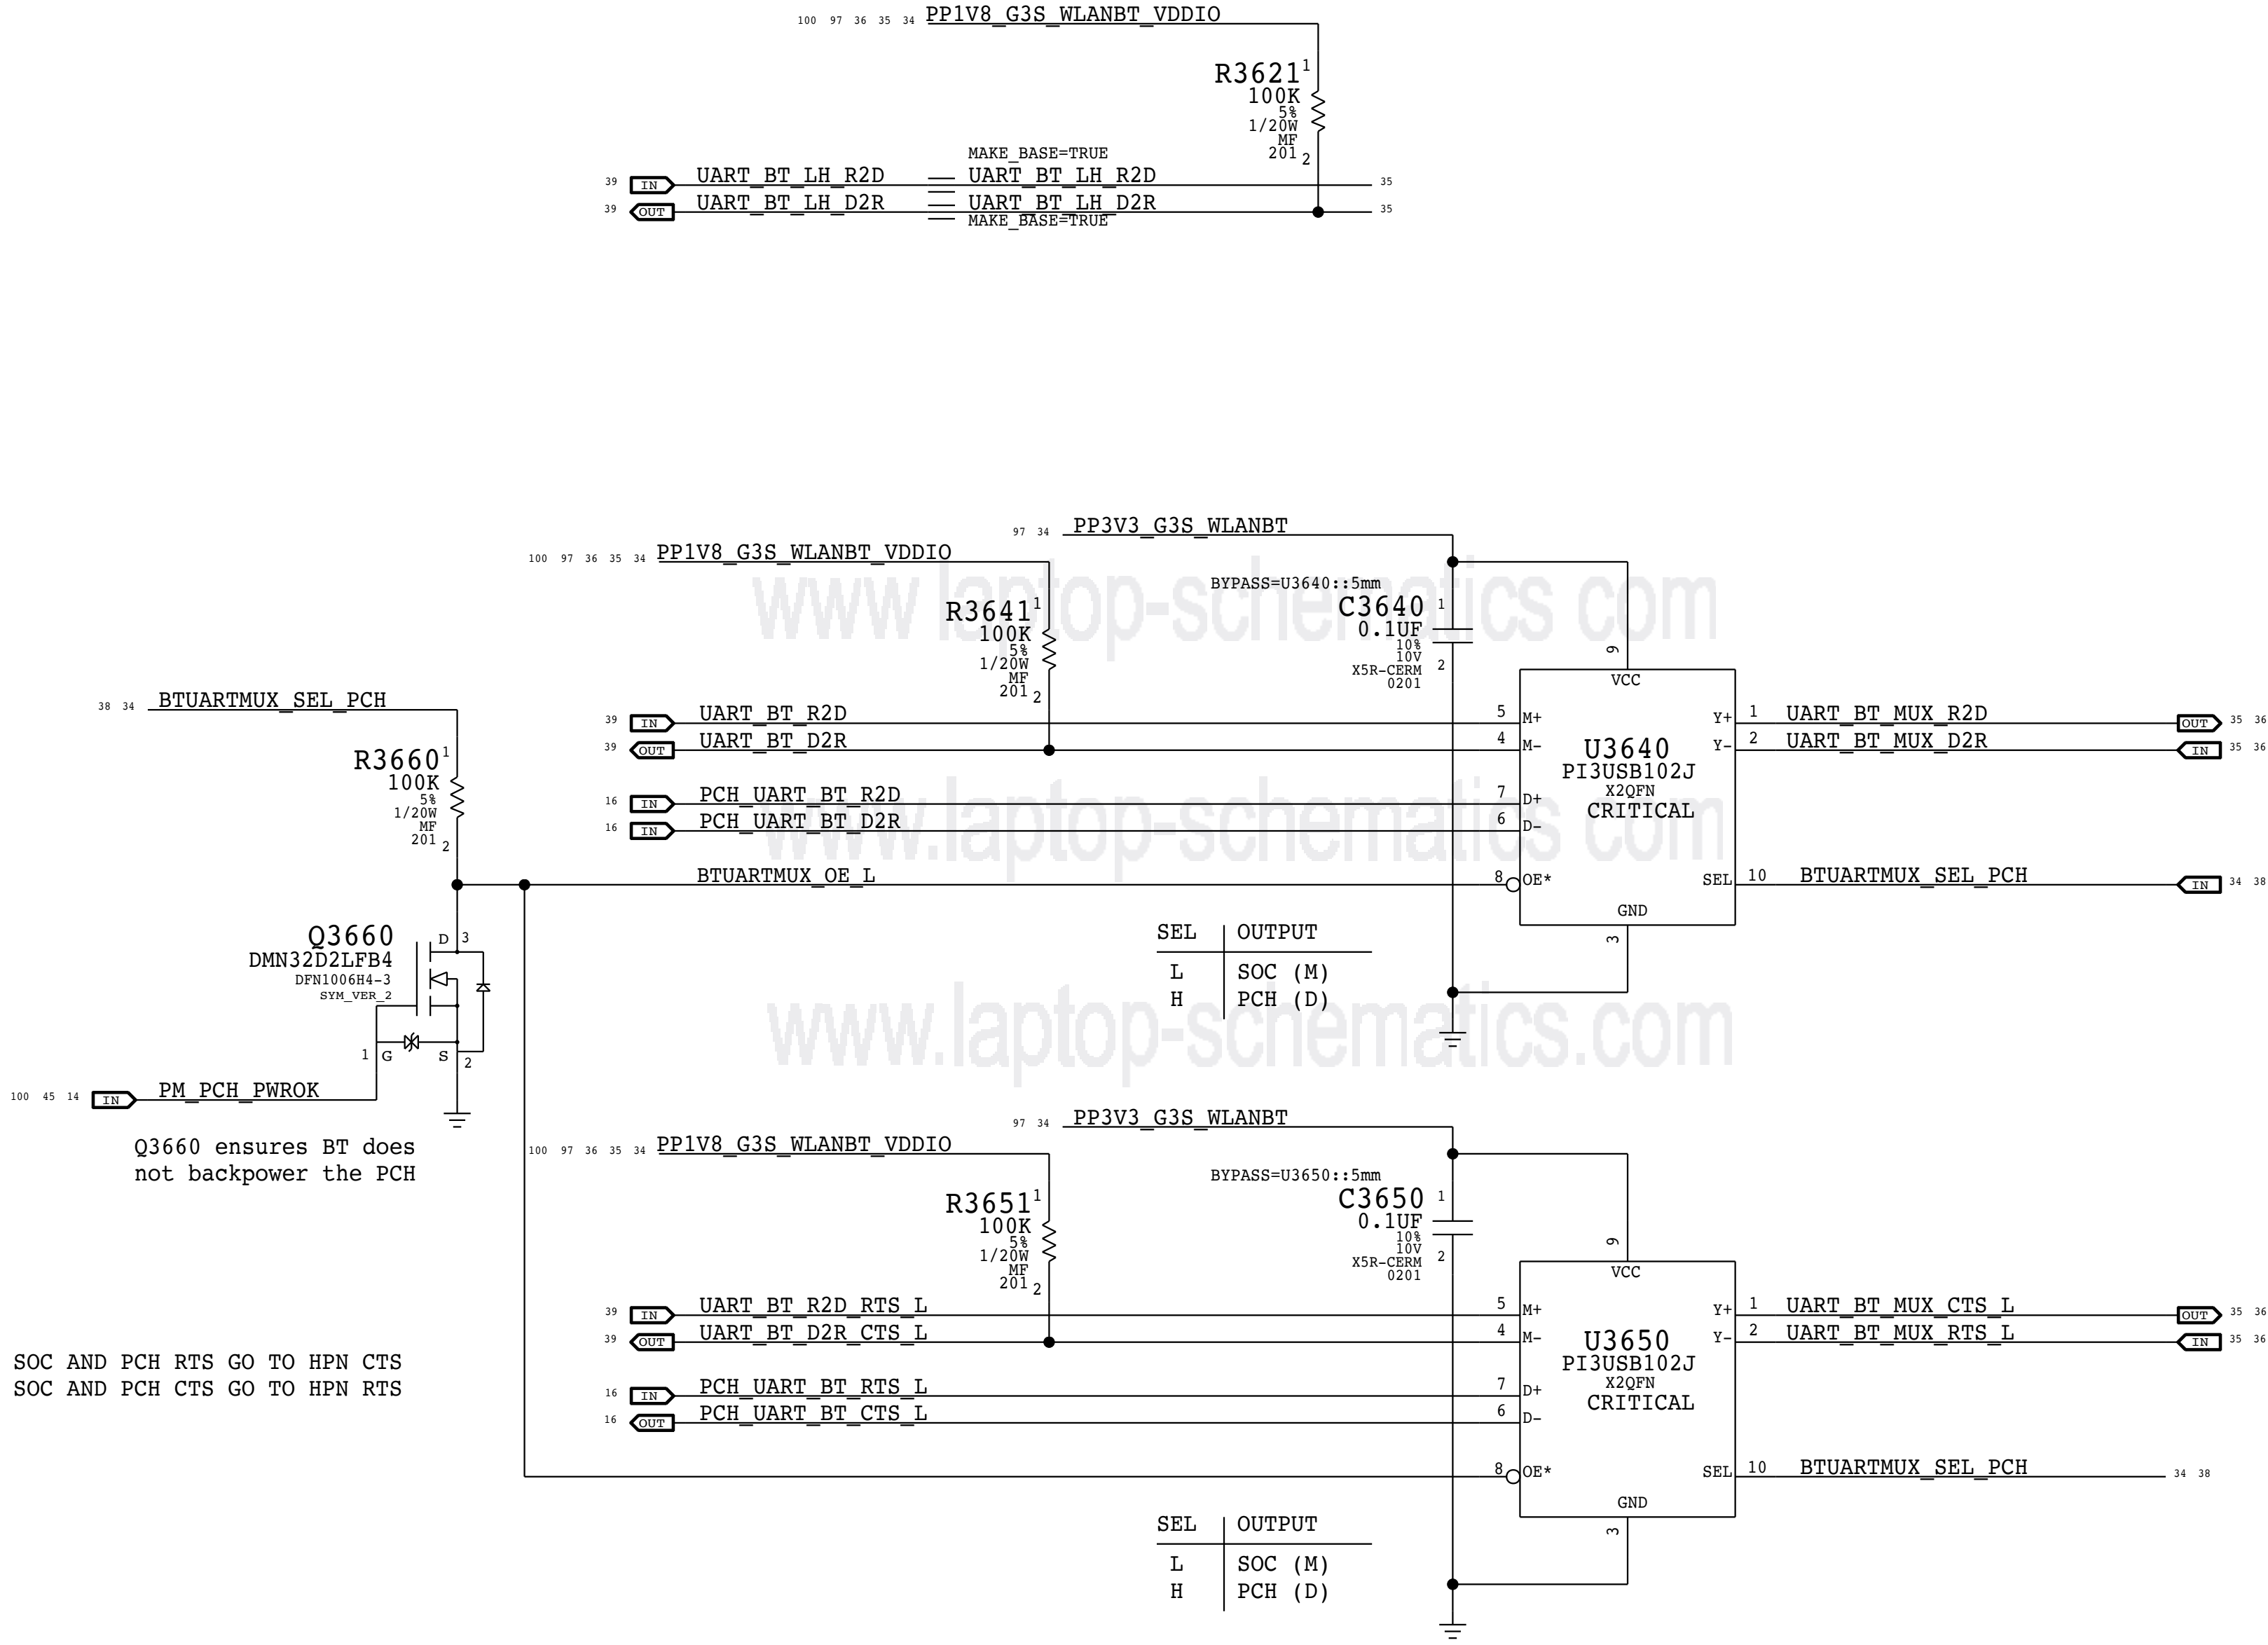 100 97 36 35 34 PP1V8_G3S_WLANBT_VDDIO
R3621 1
100K
5%
1/20W
MF
201 2
MAKE_BASE=TRUE
39 IN UART_BT_LH_R2D UART_BT_LH_R2D 35
39 OUT UART_BT_LH_D2R UART_BT_LH_D2R 35
MAKE_BASE=TRUE
97 34 PP3V3_G3S_WLANBT
100 97 36 35 34 PP1V8_G3S_WLANBT_VDDIO
www laptop-schematics com
BYPASS=U3640::5mm
R3641 1
100K
5%
1/20W
MF
201 2
C3640 1
0.1UF
10%
10V
X5R-CERM 2
0201
9
VCC
38 34 BTUARTMUX_SEL_PCH
R3660 1
100K
5%
1/20W
MF
201 2
39 IN UART_BT_R2D 5 M+ Y+ 1 UART_BT_MUX_R2D OUT 35 36
39 OUT UART_BT_D2R 4 M- Y- 2 UART_BT_MUX_D2R IN 35 36
U3640
PI3USB102J
X2QFN
CRITICAL
16 IN PCH_UART_BT_R2D 7 D+
16 IN PCH_UART_BT_D2R 6 D-
www.laptop-schematics com
BTUARTMUX_OE_L 8 OE* SEL 10 BTUARTMUX_SEL_PCH IN 34 38
GND
3
SEL OUTPUT
L SOC (M)
H PCH (D)
www.laptop-schematics.com
Q3660 D 3
DMN32D2LFB4
DFN1006H4-3
SYM_VER_2
1 G S 2
100 45 14 IN PM_PCH_PWROK
Q3660 ensures BT does
not backpower the PCH
97 34 PP3V3_G3S_WLANBT
100 97 36 35 34 PP1V8_G3S_WLANBT_VDDIO
BYPASS=U3650::5mm
R3651 1
100K
5%
1/20W
MF
201 2
C3650 1
0.1UF
10%
10V
X5R-CERM 2
0201
9
VCC
39 IN UART_BT_R2D_RTS_L 5 M+ Y+ 1 UART_BT_MUX_CTS_L OUT 35 36
39 OUT UART_BT_D2R_CTS_L 4 M- Y- 2 UART_BT_MUX_RTS_L IN 35 36
U3650
PI3USB102J
X2QFN
CRITICAL
SOC AND PCH RTS GO TO HPN CTS
SOC AND PCH CTS GO TO HPN RTS
16 IN PCH_UART_BT_RTS_L 7 D+
16 OUT PCH_UART_BT_CTS_L 6 D-
8 OE* SEL 10 BTUARTMUX_SEL_PCH 34 38
GND
3
SEL OUTPUT
L SOC (M)
H PCH (D)